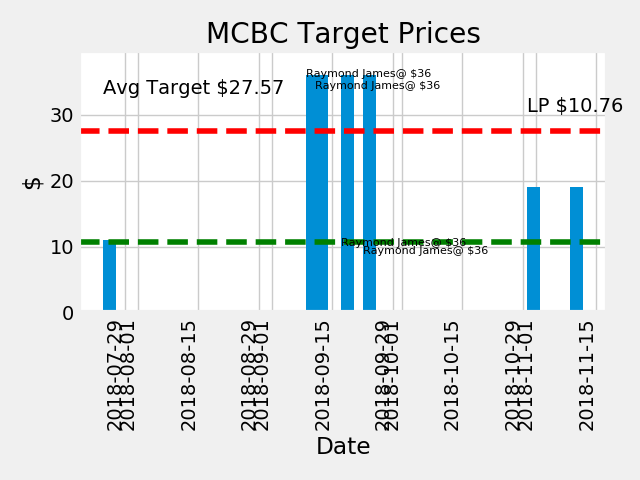 MCBC Target Prices
Raymond James@ $36
Avg Target $27.57
Raymond James@ $36
LP $10.76
30
20
10
0
$
Raymond James@ $36
Raymond James@ $36
2018-07-29
2018-08-01
2018-08-15
2018-08-29
2018-09-01
2018-09-15
2018-09-29
2018-10-01
2018-10-15
2018-10-29
2018-11-01
2018-11-15
Date